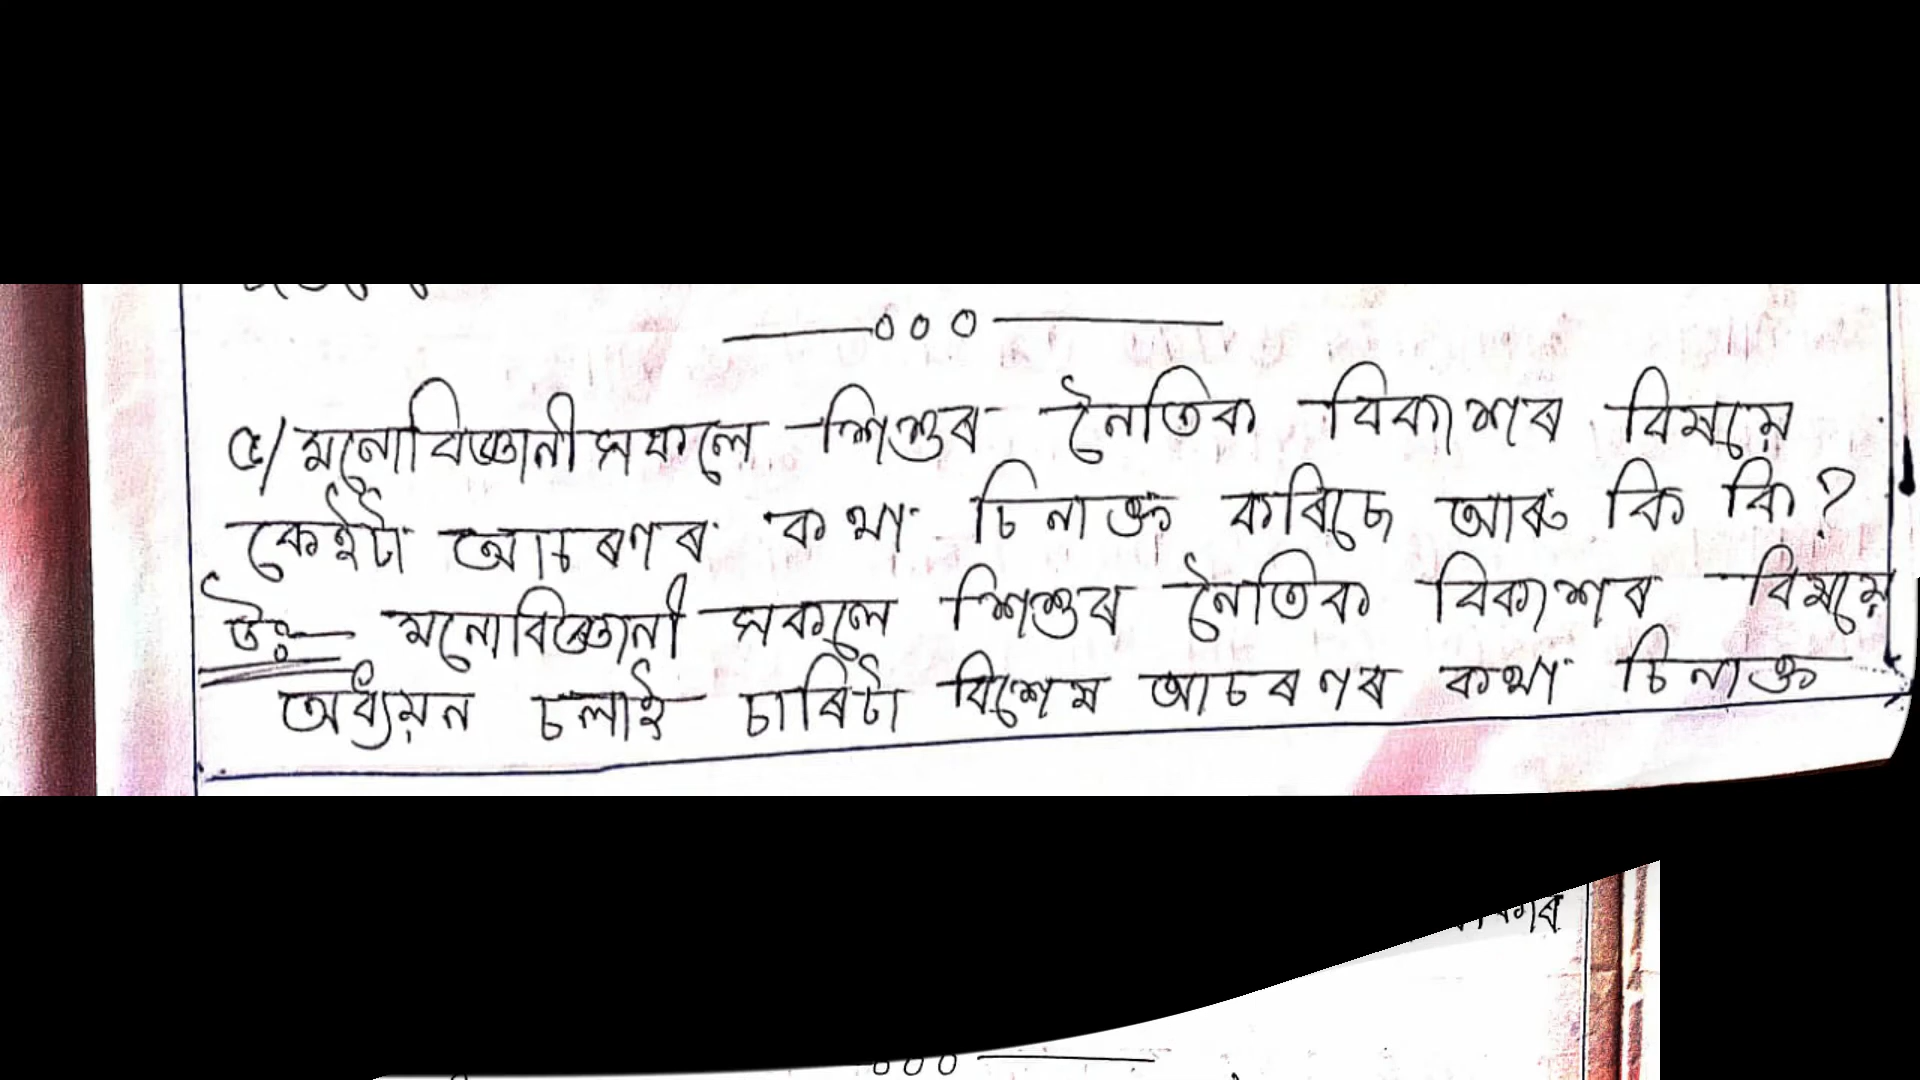 ০০০
৫/ মনোবিজ্ঞানী সকলে শিশুৰ নৈতিক বিকাশৰ বিষয়ে
কেইটা আচৰণৰ কথা চিনাক্ত কৰিছে আৰু কি কি?
উঃ— মনোবিজ্ঞানী সকলে শিশুৰ নৈতিক বিকাশৰ বিষয়ে
অধ্যয়ন চলাই চাৰিটা বিশেষ আচৰণৰ কথা চিনাক্ত
০০০